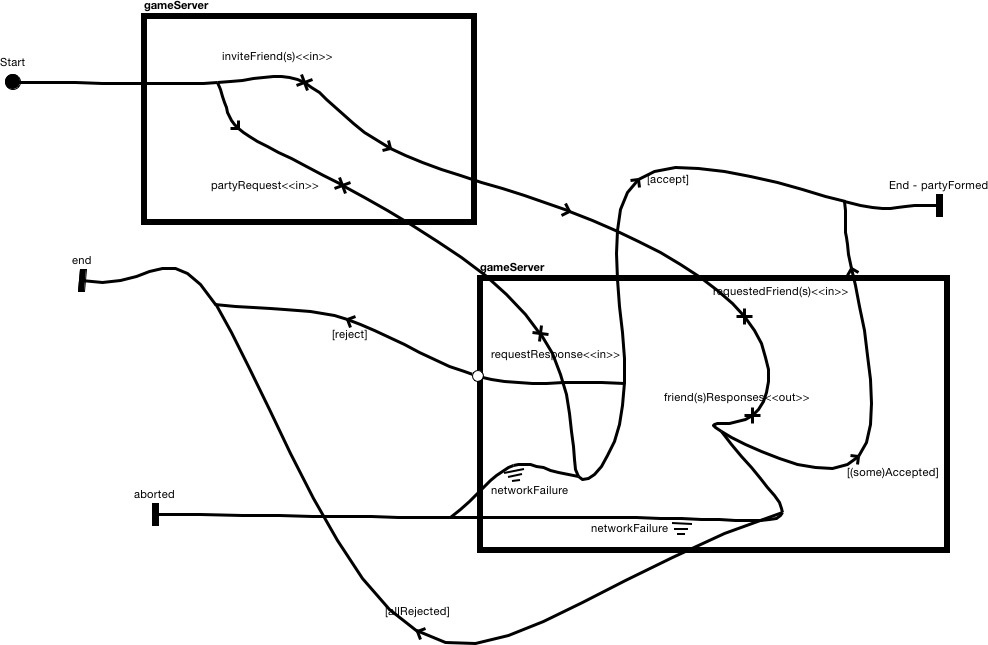 gameServer
Start
inviteFriend(s)<<in>>
partyRequest<<in>>
[accept]
End - partyFormed
end
gameServer
requestedFriend(s)<<in>>
[reject]
requestResponse<<in>>
friend(s)Responses<<out>>
[(some)Accepted]
networkFailure
aborted
networkFailure
[allRejected]